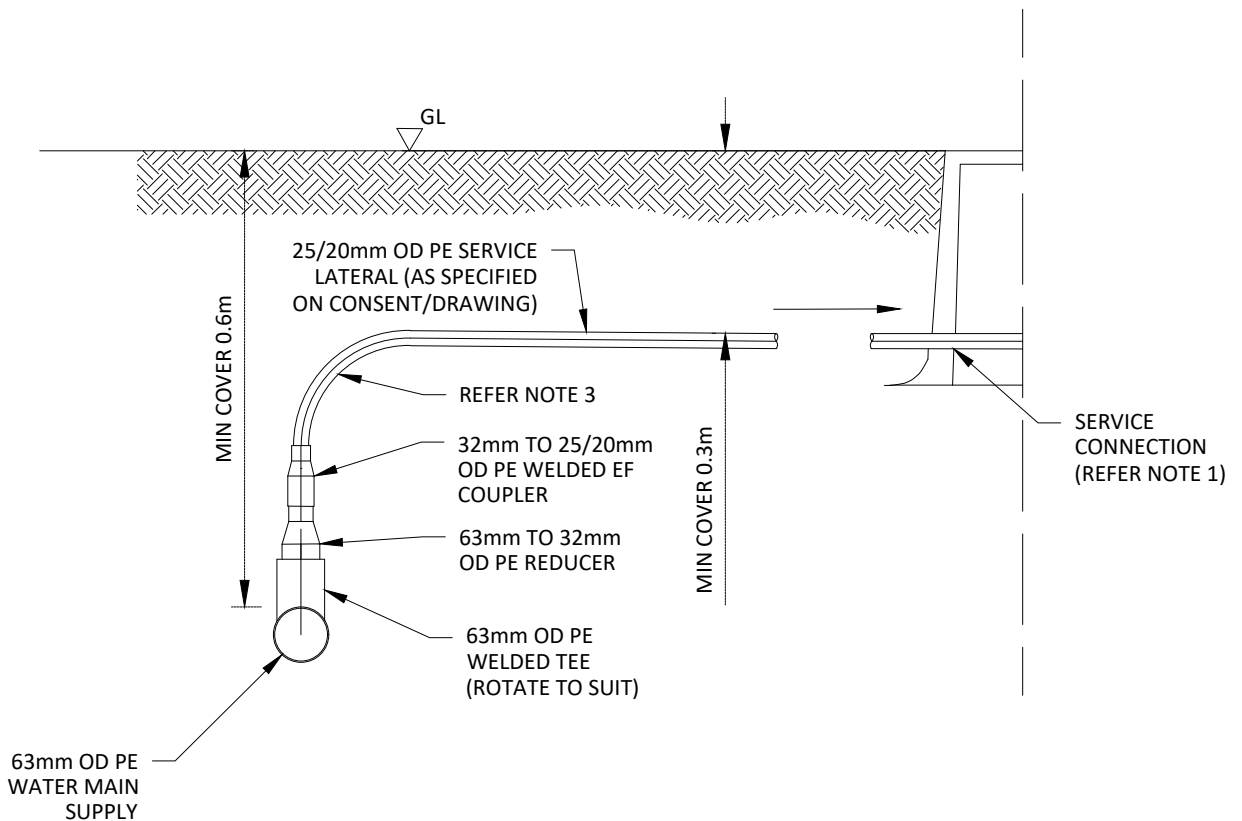 GL
25/20mm OD PE SERVICE
LATERAL (AS SPECIFIED
ON CONSENT/DRAWING)
MIN COVER 0.6m
REFER NOTE 3
32mm TO 25/20mm
OD PE WELDED EF
COUPLER
63mm TO 32mm
OD PE REDUCER
MIN COVER 0.3m
SERVICE
CONNECTION
(REFER NOTE 1)
63mm OD PE
WELDED TEE
(ROTATE TO SUIT)
63mm OD PE
WATER MAIN
SUPPLY